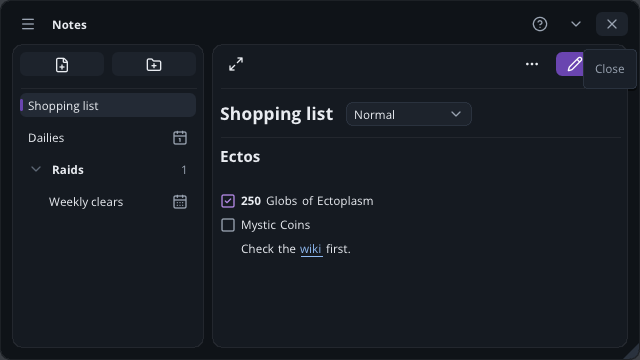 Notes
Close
Shopping list
Dailies
Raids 1
Weekly clears
Shopping list Normal
Ectos
250 Globs of Ectoplasm
Mystic Coins
Check the wiki first.